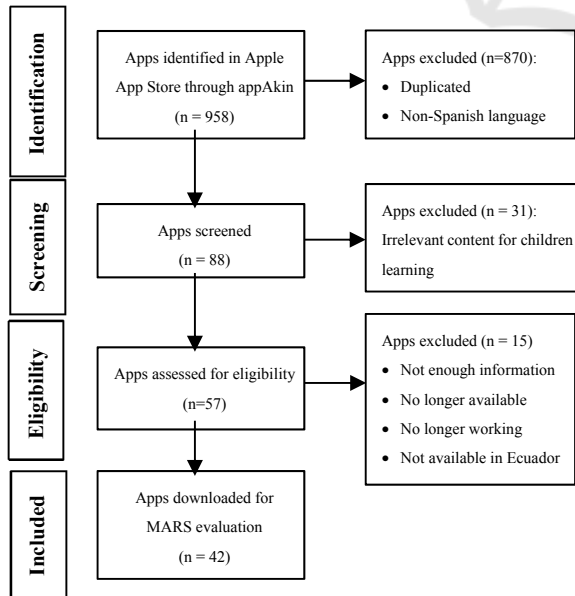 Identification
Apps identified in Apple
App Store through appAkin
(n = 958)
Apps excluded (n=870):
• Duplicated
• Non-Spanish language
Screening
Apps screened
(n = 88)
Apps excluded (n = 31):
Irrelevant content for children
learning
Eligibility
Apps assessed for eligibility
(n=57)
Apps excluded (n = 15)
• Not enough information
• No longer available
• No longer working
• Not available in Ecuador
Included
Apps downloaded for
MARS evaluation
(n = 42)